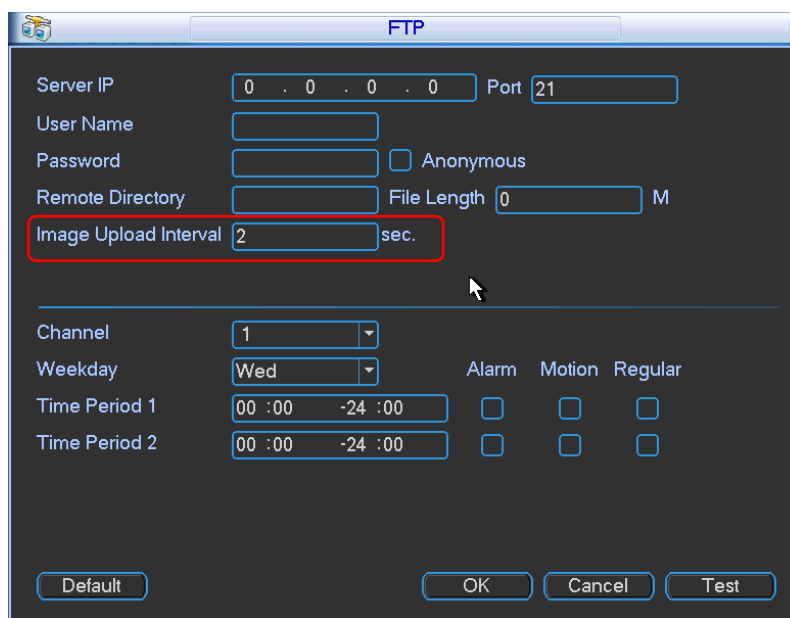 FTP
Server IP 0 . 0 . 0 . 0 Port 21
User Name
Password Anonymous
Remote Directory File Length 0 M
Image Upload Interval 2 sec.
Channel 1
Weekday Wed Alarm Motion Regular
Time Period 1 00 :00 -24 :00
Time Period 2 00 :00 -24 :00
Default OK Cancel Test